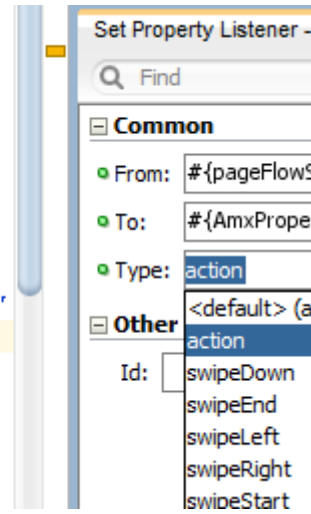 Set Property Listener -
Find
Common
From: #{pageFlowS
To: #{AmxPrope
Type: action
<default> (a
Other
action
Id:
swipeDown
swipeEnd
swipeLeft
swipeRight
swipeStart
r